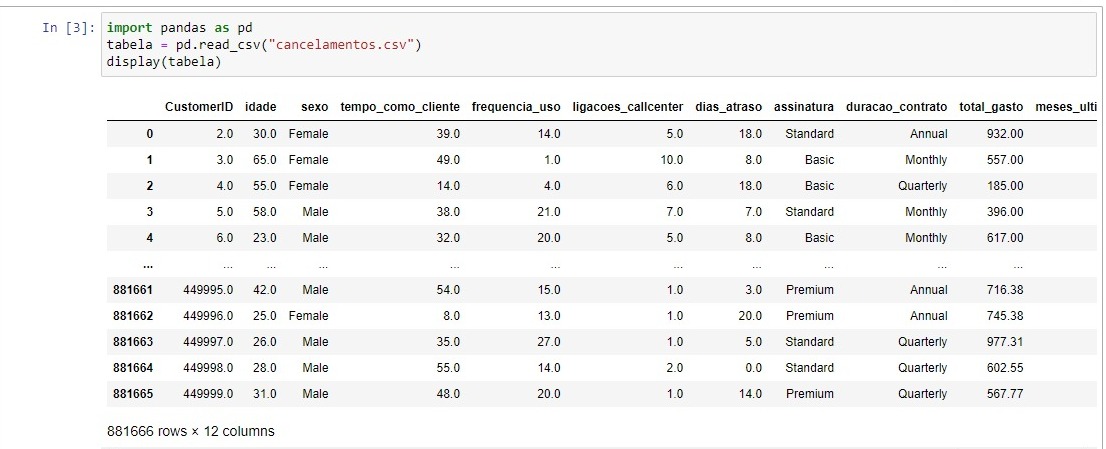 In [3]: import pandas as pd
tabela = pd.read_csv("cancelamentos.csv")
display(tabela)
CustomerID idade sexo tempo_como_cliente frequencia_uso ligacoes_callcenter dias_atraso assinatura duracao_contrato total_gasto meses_ulti
0 2.0 30.0 Female 39.0 14.0 5.0 18.0 Standard Annual 932.00
1 3.0 65.0 Female 49.0 1.0 10.0 8.0 Basic Monthly 557.00
2 4.0 55.0 Female 14.0 4.0 6.0 18.0 Basic Quarterly 185.00
3 5.0 58.0 Male 38.0 21.0 7.0 7.0 Standard Monthly 396.00
4 6.0 23.0 Male 32.0 20.0 5.0 8.0 Basic Monthly 617.00
... ... ... ... ... ... ... ... ... ... ...
881661 449995.0 42.0 Male 54.0 15.0 1.0 3.0 Premium Annual 716.38
881662 449996.0 25.0 Female 8.0 13.0 1.0 20.0 Premium Annual 745.38
881663 449997.0 26.0 Male 35.0 27.0 1.0 5.0 Standard Quarterly 977.31
881664 449998.0 28.0 Male 55.0 14.0 2.0 0.0 Standard Quarterly 602.55
881665 449999.0 31.0 Male 48.0 20.0 1.0 14.0 Premium Quarterly 567.77
881666 rows × 12 columns